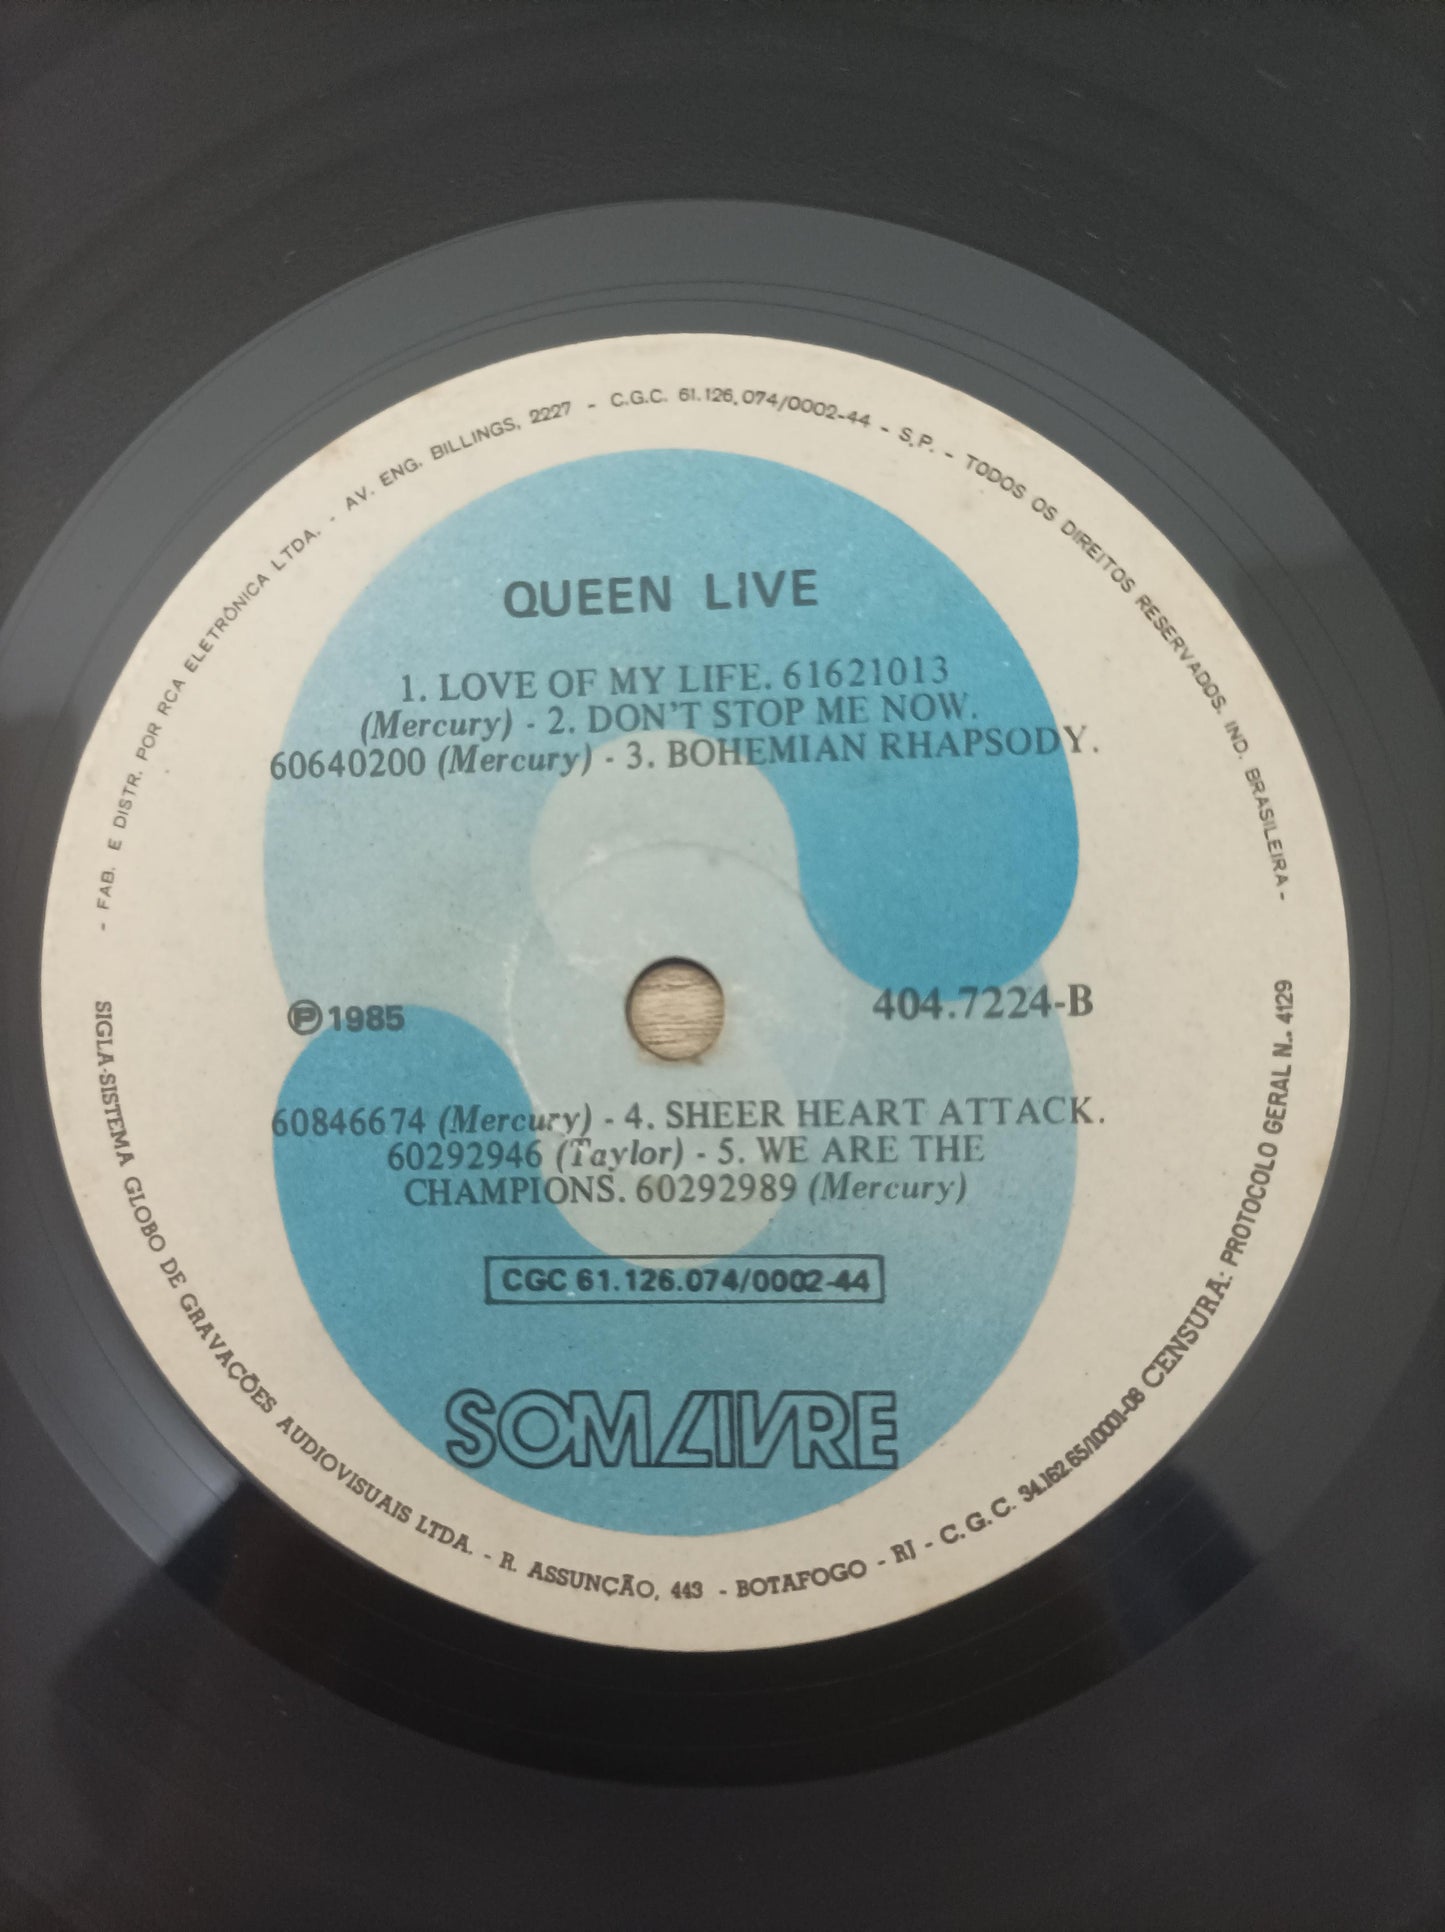 - FAB. E DISTR. POR RCA ELETRÔNICA LTDA. - AV. ENG. BILLINGS, 2227 - C.G.C. 61.126.074/0002-44 - S.P. - TODOS OS DIREITOS RESERVADOS. IND. BRASILEIRA -
QUEEN LIVE
1. LOVE OF MY LIFE. 61621013
(Mercury) - 2. DON'T STOP ME NOW.
60640200 (Mercury) - 3. BOHEMIAN RHAPSODY.
℗ 1985
404.7224-B
60846674 (Mercury) - 4. SHEER HEART ATTACK.
60292946 (Taylor) - 5. WE ARE THE
CHAMPIONS. 60292989 (Mercury)
CGC 61.126.074/0002-44
SOM LIVRE
SIGLA-SISTEMA GLOBO DE GRAVAÇÕES AUDIOVISUAIS LTDA. - R. ASSUNÇÃO, 443 - BOTAFOGO - RJ - C.G.C. 34.162.65/10001-08 CENSURA: PROTOCOLO GERAL N.. 4129